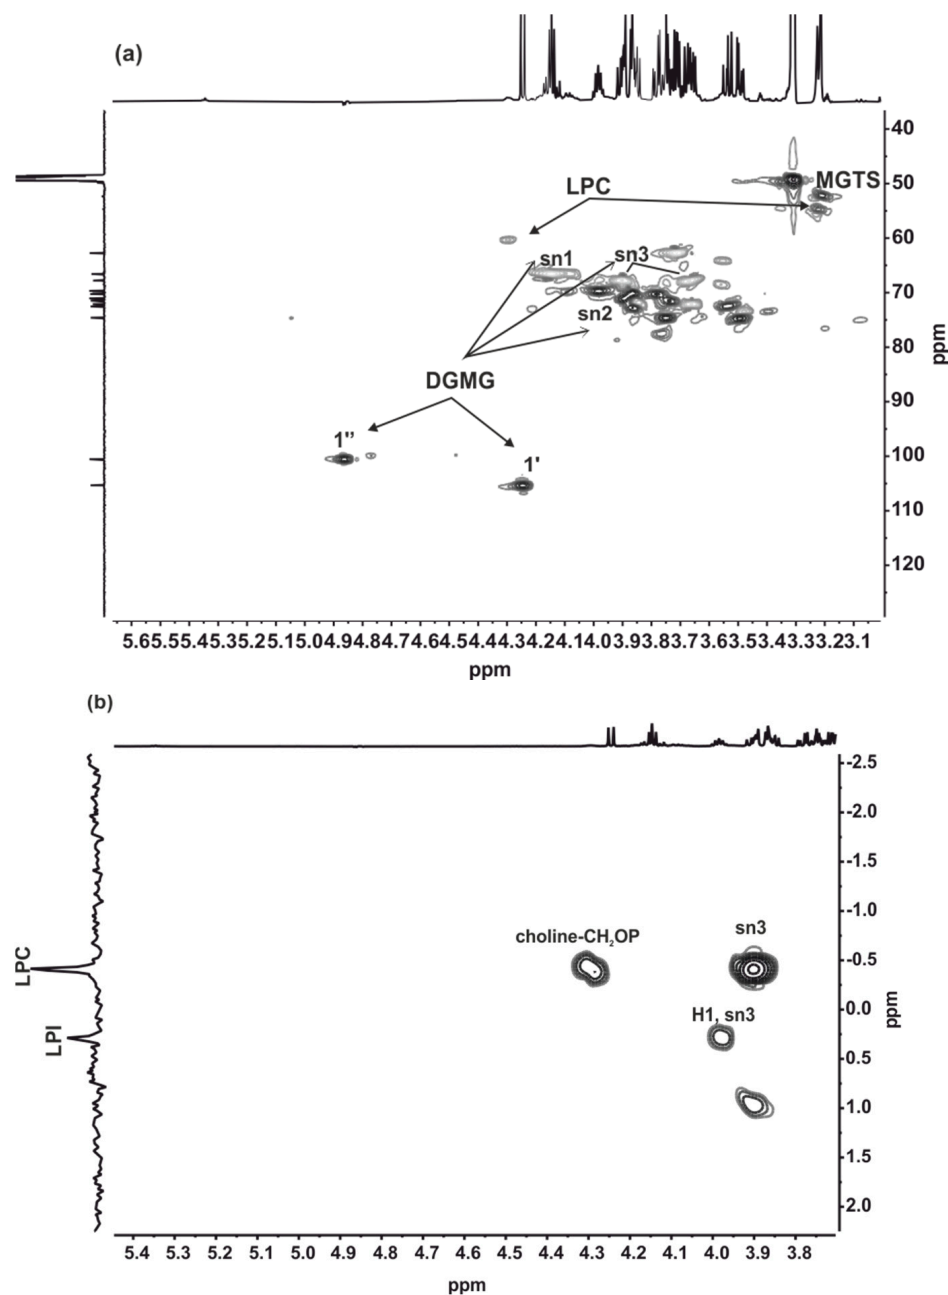 (a)
40
MGTS
50
LPC
60
sn1
sn3
70
sn2
80
ppm
DGMG
90
1''
100
1'
110
120
5.65.55.45.35.25.15.04.94.84.74.64.54.44.34.24.14.03.93.83.73.63.53.43.33.23.1
ppm
(b)
-2.5
-2.0
-1.5
-1.0
choline-CH₂OP
sn3
-0.5
LPC
0.0
H1, sn3
ppm
LPI
0.5
1.0
1.5
2.0
5.4 5.3 5.2 5.1 5.0 4.9 4.8 4.7 4.6 4.5 4.4 4.3 4.2 4.1 4.0 3.9 3.8
ppm